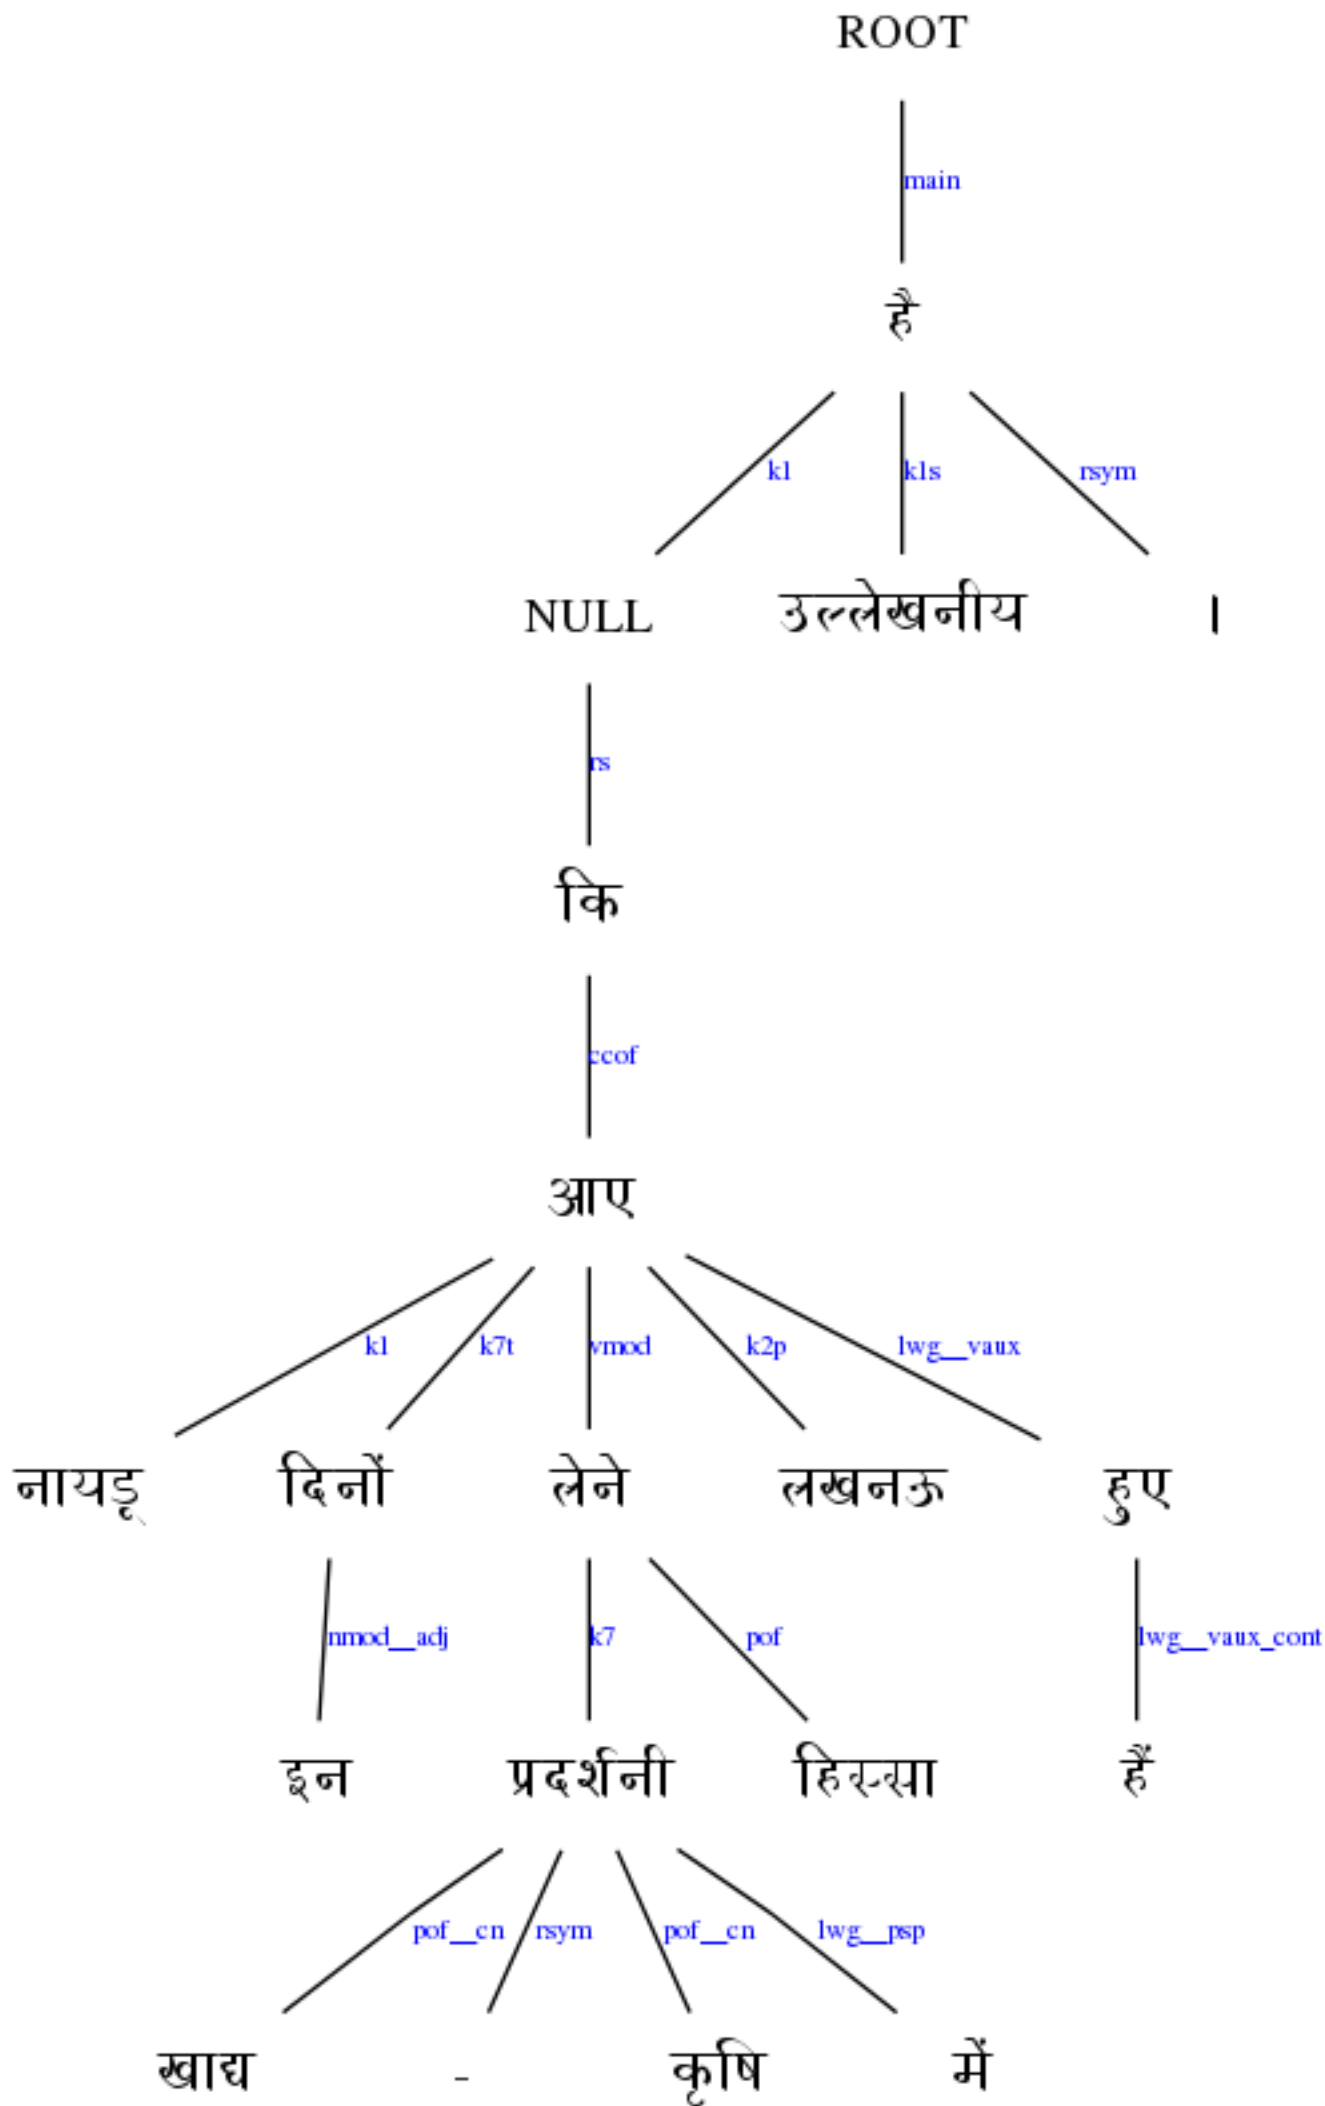 ROOT
main
है
k1 k1s rsym
NULL उल्लेखनीय ।
rs
कि
ccof
आए
k1 k7t vmod k2p lwg__vaux
नायडू दिनों लेने लखनऊ हुए
nmod__adj k7 pof lwg__vaux_cont
इन प्रदर्शनी हिस्सा हैं
pof__cn rsym pof__cn lwg__psp
खाद्य - कृषि में